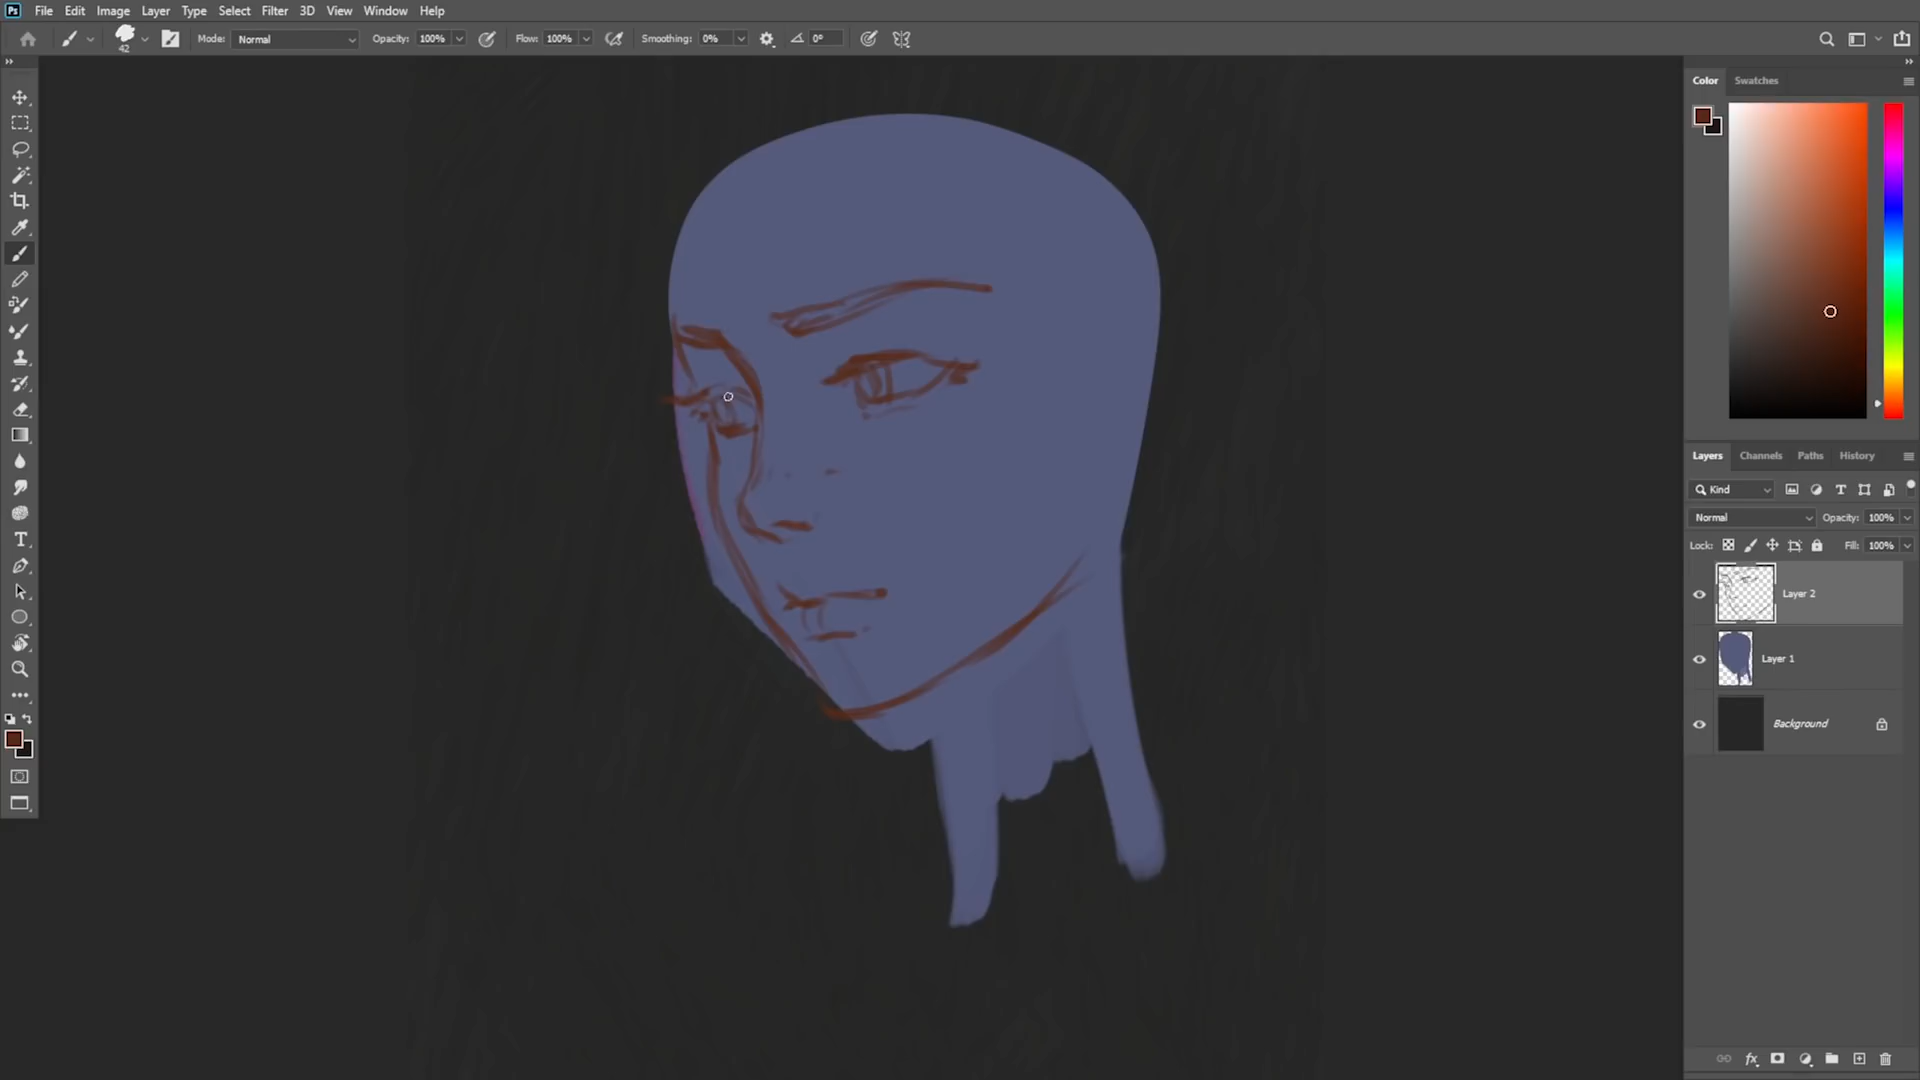 Ps File Edit Image Layer Type Select Filter 3D View Window Help
42 Mode: Normal Opacity: 100% Flow: 100% Smoothing: 0% 0°
Color Swatches
Layers Channels Paths History
Kind
Normal Opacity: 100%
Lock: Fill: 100%
Layer 2
Layer 1
Background
fx